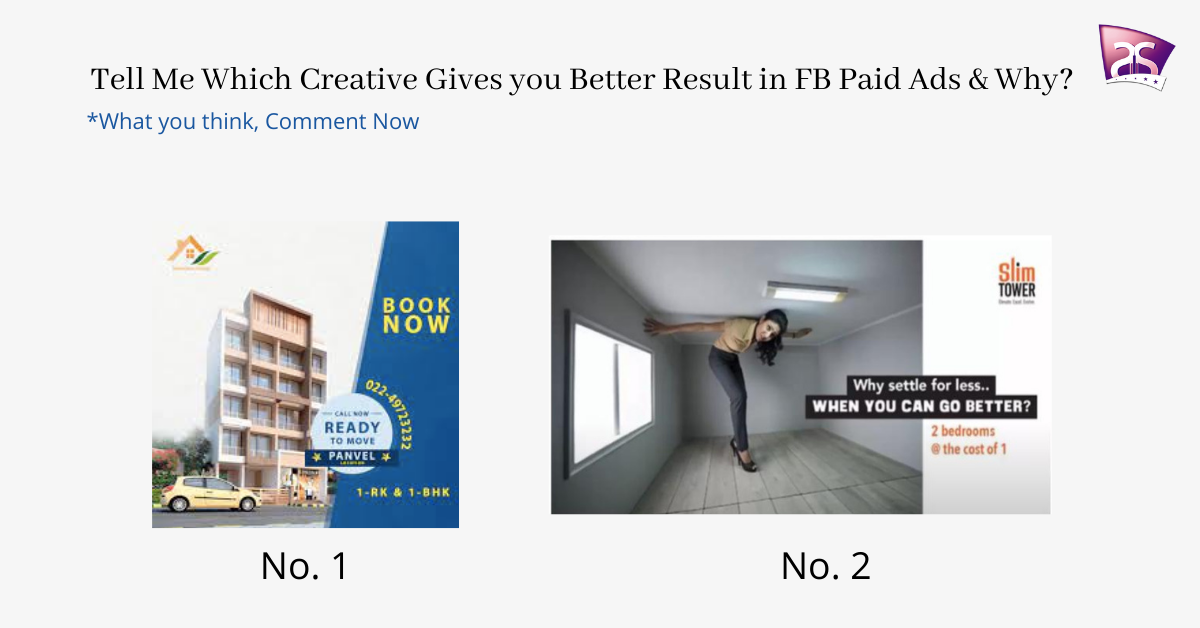 Tell Me Which Creative Gives you Better Result in FB Paid Ads & Why?
*What you think, Comment Now
BOOK
NOW
022-49723232
CALL NOW
READY
TO MOVE
PANVEL
1-RK & 1-BHK
No. 1
Slim
TOWER
Why settle for less..
WHEN YOU CAN GO BETTER?
2 bedrooms
@ the cost of 1
No. 2